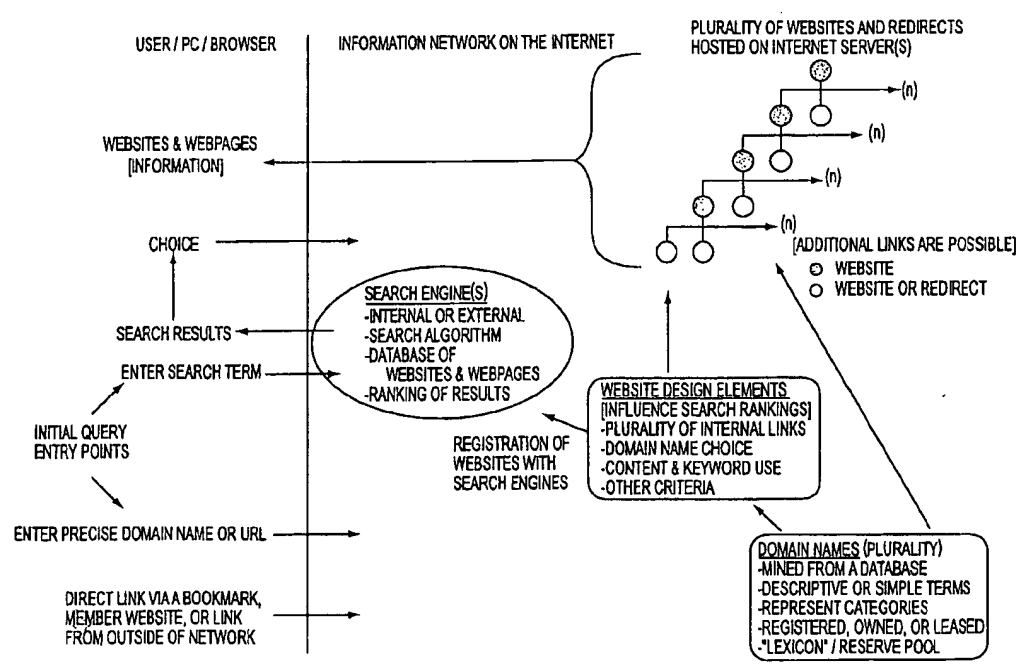 USER / PC / BROWSER
INFORMATION NETWORK ON THE INTERNET
PLURALITY OF WEBSITES AND REDIRECTS
HOSTED ON INTERNET SERVER(S)
(n)
(n)
(n)
(n)
(n)
WEBSITES & WEBPAGES
[INFORMATION]
CHOICE
[ADDITIONAL LINKS ARE POSSIBLE]
WEBSITE
WEBSITE OR REDIRECT
SEARCH ENGINE(S)
-INTERNAL OR EXTERNAL
-SEARCH ALGORITHM
-DATABASE OF
WEBSITES & WEBPAGES
-RANKING OF RESULTS
SEARCH RESULTS
ENTER SEARCH TERM
INITIAL QUERY
ENTRY POINTS
WEBSITE DESIGN ELEMENTS
[INFLUENCE SEARCH RANKINGS]
-PLURALITY OF INTERNAL LINKS
-DOMAIN NAME CHOICE
-CONTENT & KEYWORD USE
-OTHER CRITERIA
REGISTRATION OF
WEBSITES WITH
SEARCH ENGINES
ENTER PRECISE DOMAIN NAME OR URL
DOMAIN NAMES (PLURALITY)
-MINED FROM A DATABASE
-DESCRIPTIVE OR SIMPLE TERMS
-REPRESENT CATEGORIES
-REGISTERED, OWNED, OR LEASED
-"LEXICON" / RESERVE POOL
DIRECT LINK VIA A BOOKMARK,
MEMBER WEBSITE, OR LINK
FROM OUTSIDE OF NETWORK